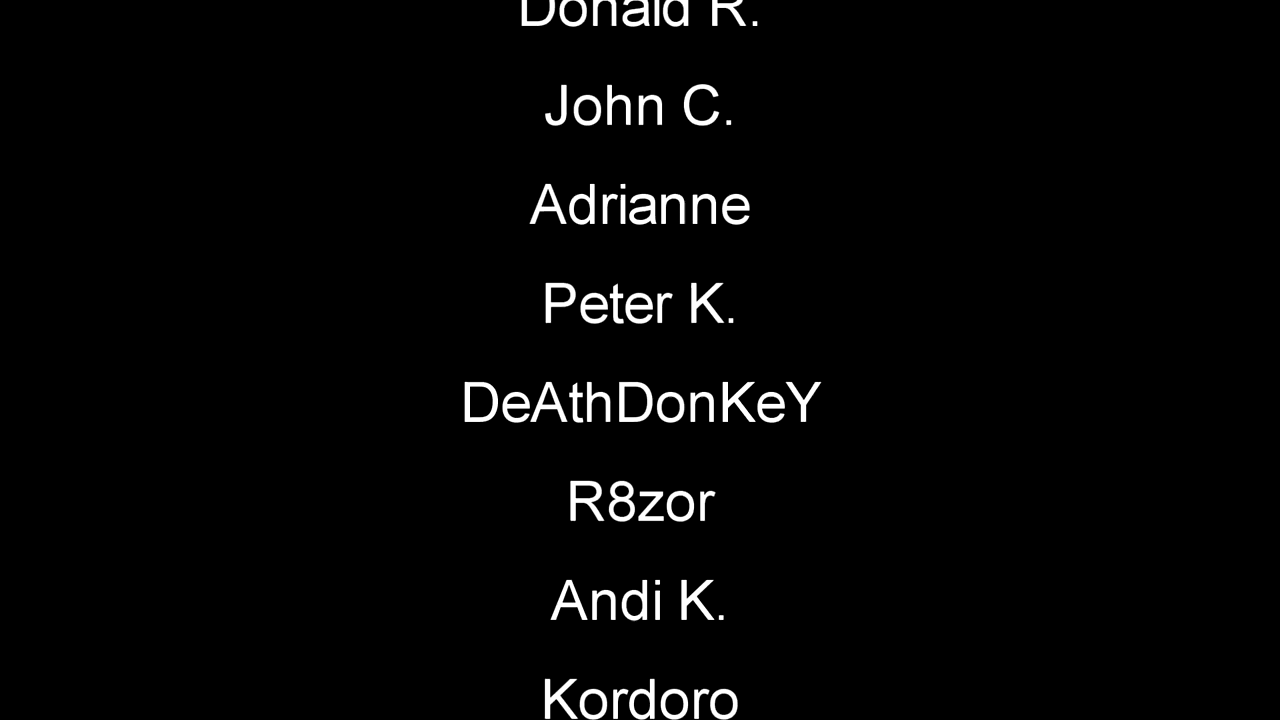 Donald R.
John C.
Adrianne
Peter K.
DeAthDonKeY
R8zor
Andi K.
Kordoro